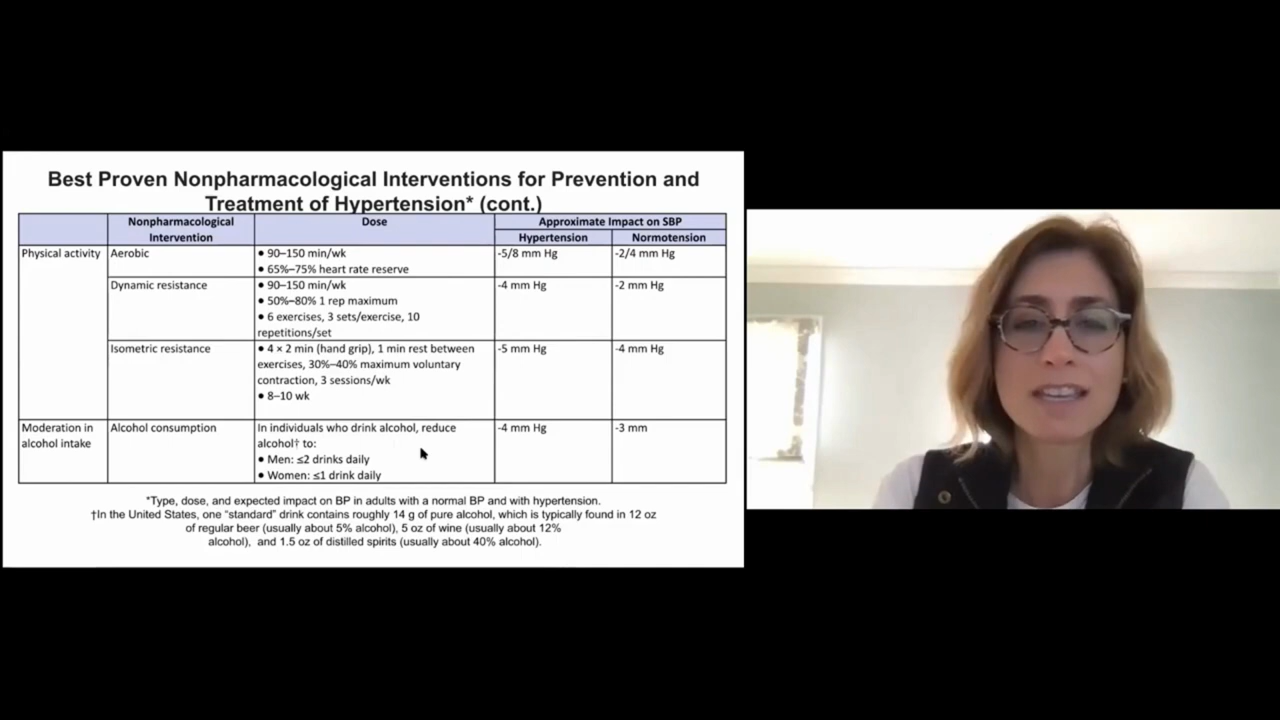 Best Proven Nonpharmacological Interventions for Prevention and
Treatment of Hypertension* (cont.)
Nonpharmacological
Intervention
Dose
Approximate Impact on SBP
Hypertension
Normotension
Physical activity
Aerobic
● 90–150 min/wk
● 65%–75% heart rate reserve
-5/8 mm Hg
-2/4 mm Hg
Dynamic resistance
● 90–150 min/wk
● 50%–80% 1 rep maximum
● 6 exercises, 3 sets/exercise, 10
repetitions/set
-4 mm Hg
-2 mm Hg
Isometric resistance
● 4 × 2 min (hand grip), 1 min rest between
exercises, 30%–40% maximum voluntary
contraction, 3 sessions/wk
● 8–10 wk
-5 mm Hg
-4 mm Hg
Moderation in
alcohol intake
Alcohol consumption
In individuals who drink alcohol, reduce
alcohol† to:
● Men: ≤2 drinks daily
● Women: ≤1 drink daily
-4 mm Hg
-3 mm
*Type, dose, and expected impact on BP in adults with a normal BP and with hypertension.
†In the United States, one “standard” drink contains roughly 14 g of pure alcohol, which is typically found in 12 oz
of regular beer (usually about 5% alcohol), 5 oz of wine (usually about 12%
alcohol), and 1.5 oz of distilled spirits (usually about 40% alcohol).